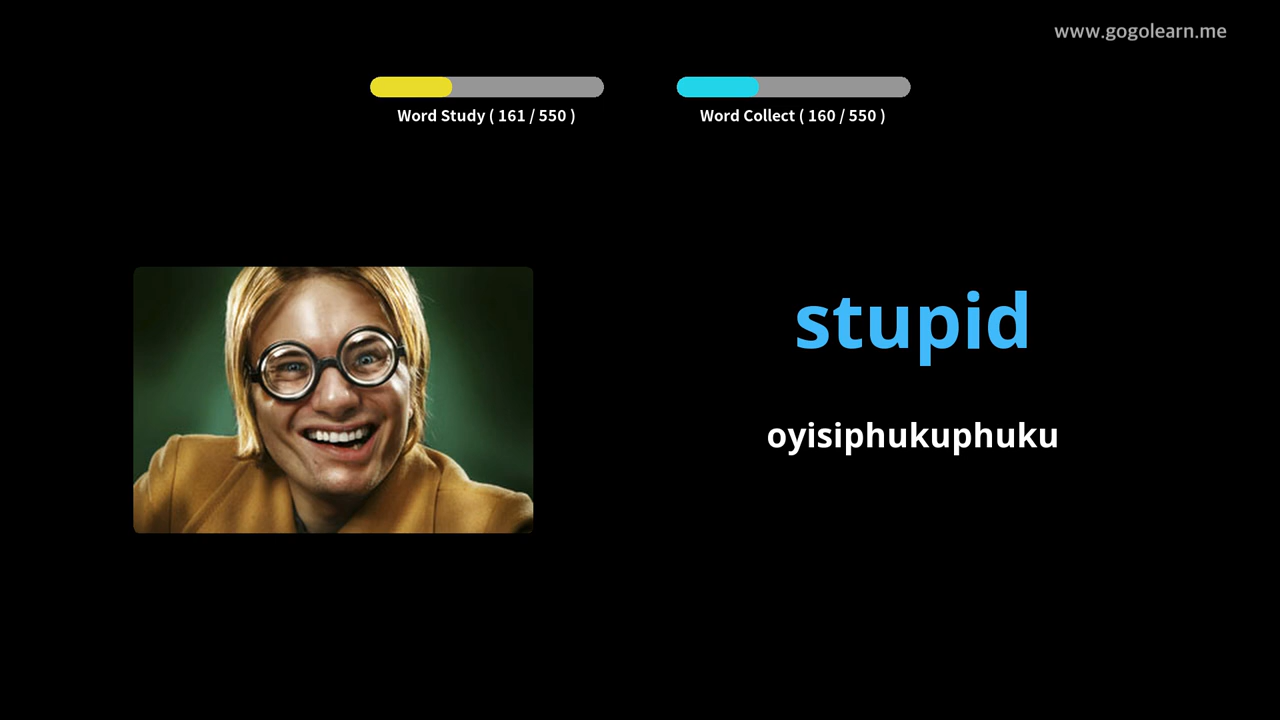 www.gogolearn.me
Word Study ( 161 / 550 )
Word Collect ( 160 / 550 )
stupid
oyisiphukuphuku